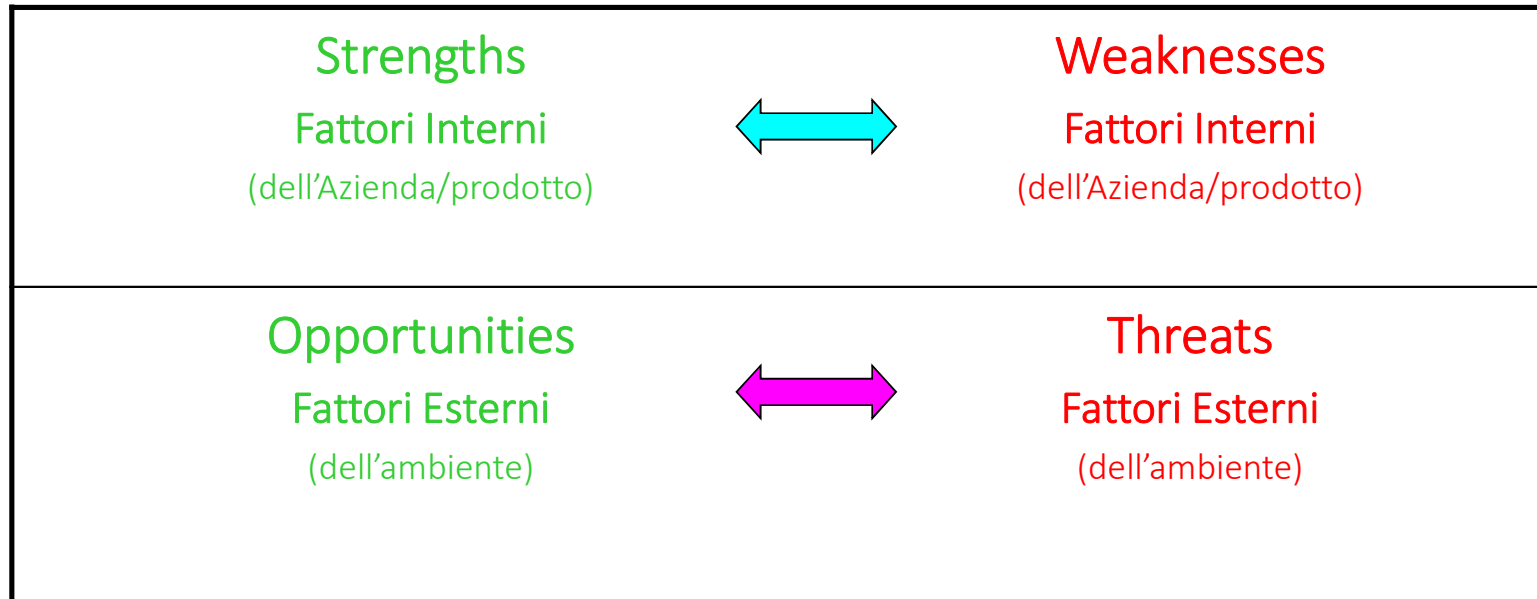 Strengths
Weaknesses
Fattori Interni
Fattori Interni
(dell’Azienda/prodotto)
(dell’Azienda/prodotto)
Opportunities
Threats
Fattori Esterni
Fattori Esterni
(dell’ambiente)
(dell’ambiente)